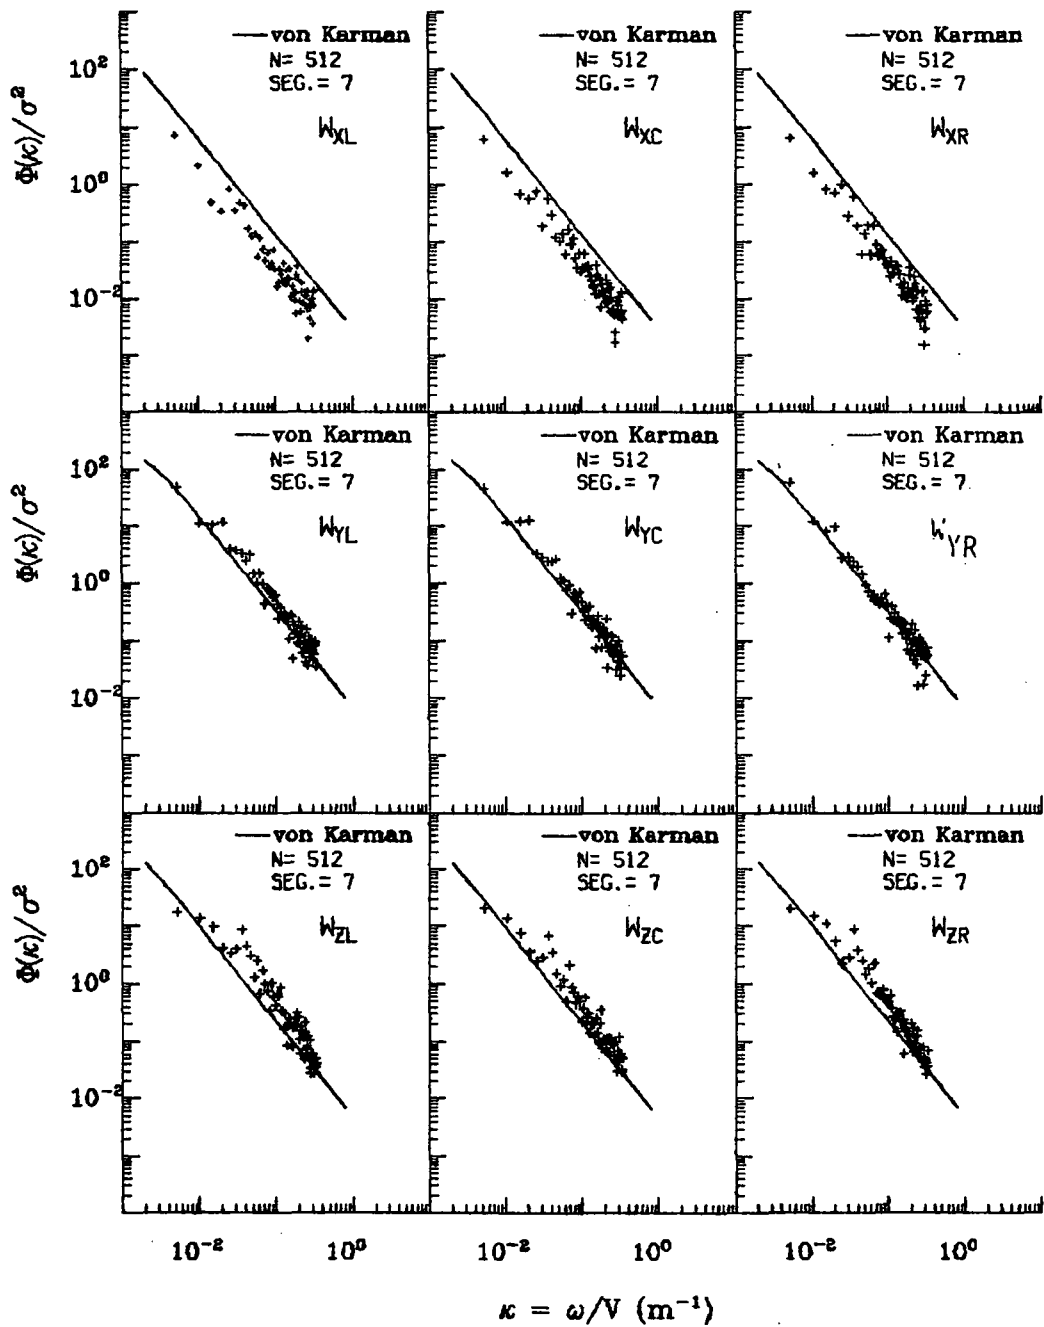 von Karman
N= 512
SEG.= 7
W_XL
von Karman
N= 512
SEG.= 7
W_XC
von Karman
N= 512
SEG.= 7
W_XR
Φ(κ)/σ²
10²
10⁰
10⁻²
von Karman
N= 512
SEG.= 7
W_YL
von Karman
N= 512
SEG.= 7
W_YC
von Karman
N= 512
SEG.= 7
W_YR
Φ(κ)/σ²
10²
10⁰
10⁻²
von Karman
N= 512
SEG.= 7
W_ZL
von Karman
N= 512
SEG.= 7
W_ZC
von Karman
N= 512
SEG.= 7
W_ZR
Φ(κ)/σ²
10²
10⁰
10⁻²
10⁻² 10⁰ 10⁻² 10⁰ 10⁻² 10⁰
κ = ω/V (m⁻¹)